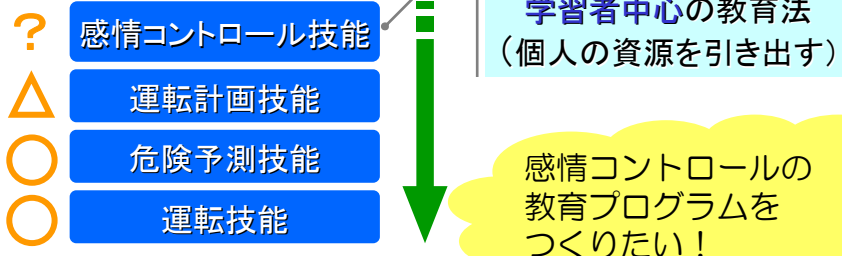 ？ 感情コントロール技能
△ 運転計画技能
○ 危険予測技能
○ 運転技能
学習者中心の教育法
（個人の資源を引き出す）
感情コントロールの
教育プログラムを
つくりたい！